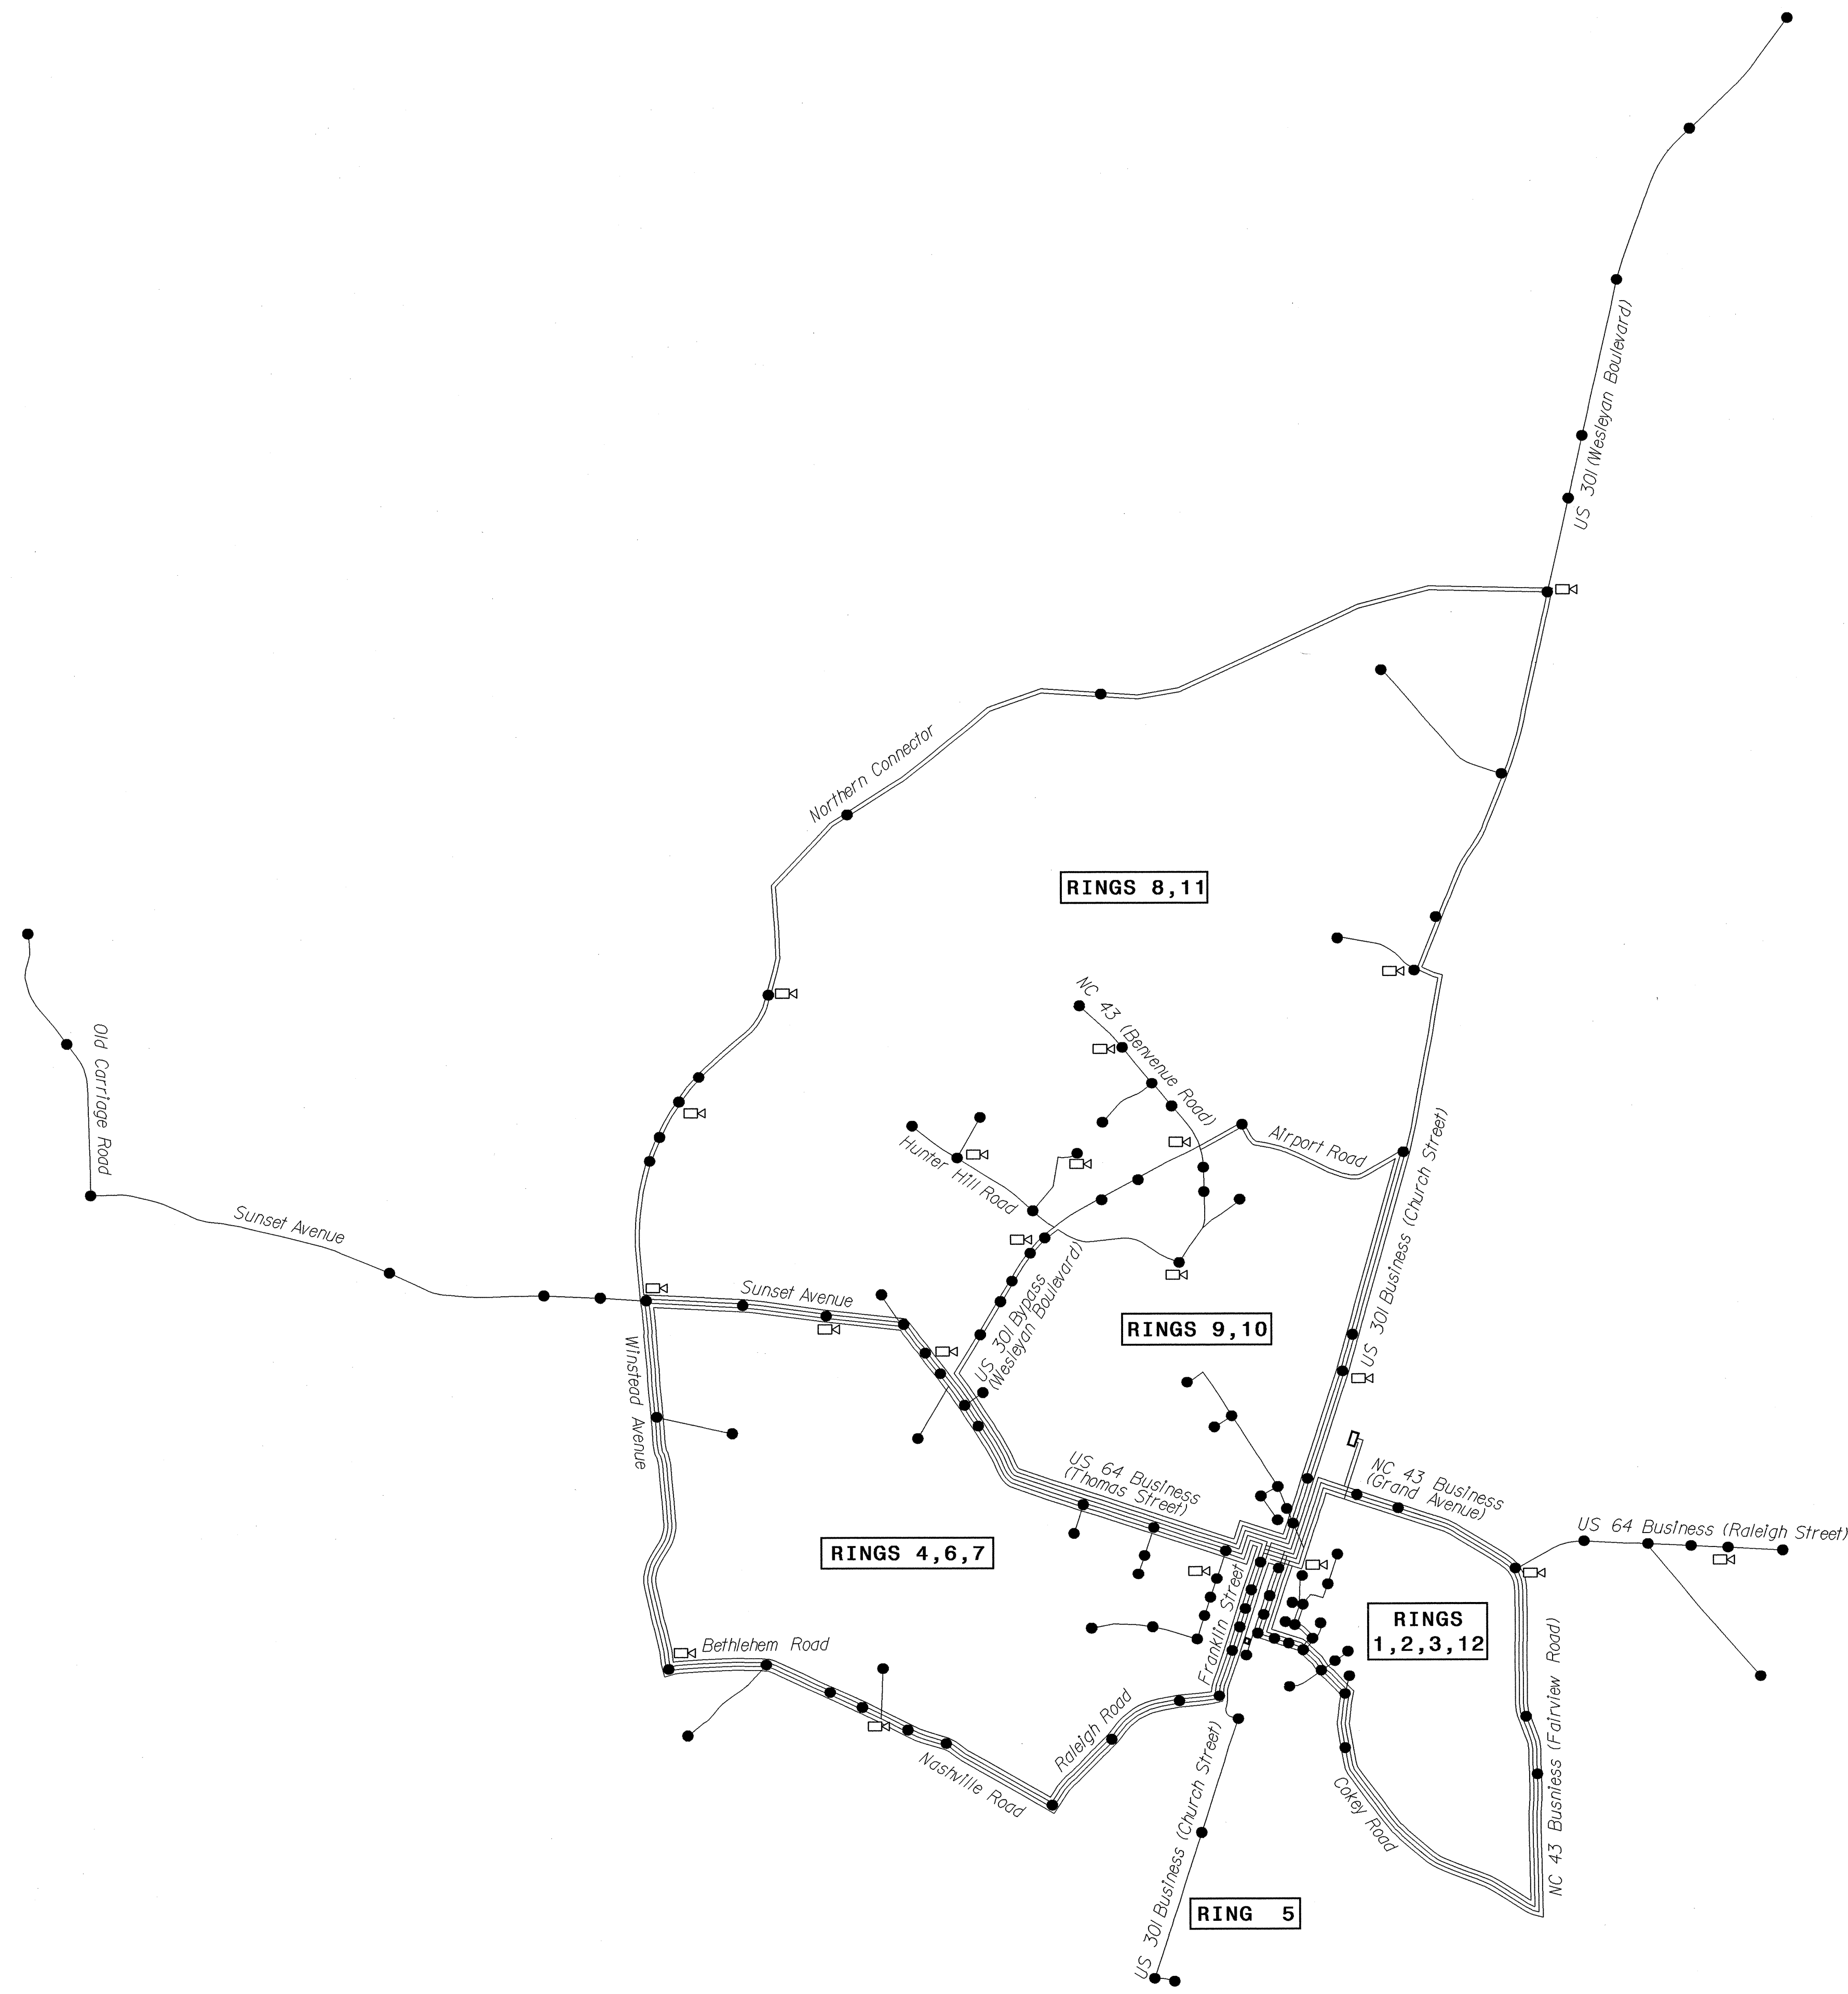 US 301 (Wesleyan Boulevard)
Northern Connector
RINGS 8,11
NC 43 (Benvenue Road)
Old Carriage Road
Hunter Hill Road
Airport Road
US 301 Business (Church Street)
Sunset Avenue
Sunset Avenue
US 301 Bypass
(Wesleyan Boulevard)
RINGS 9,10
Winstead Avenue
US 64 Business
(Thomas Street)
NC 43 Business
(Grand Avenue)
US 64 Business (Raleigh Street)
RINGS 4,6,7
Franklin Street
RINGS
1,2,3,12
Bethlehem Road
Raleigh Road
Nashville Road
Cokey Road
NC 43 Busniess (Fairview Road)
US 301 Business (Church Street)
RING 5